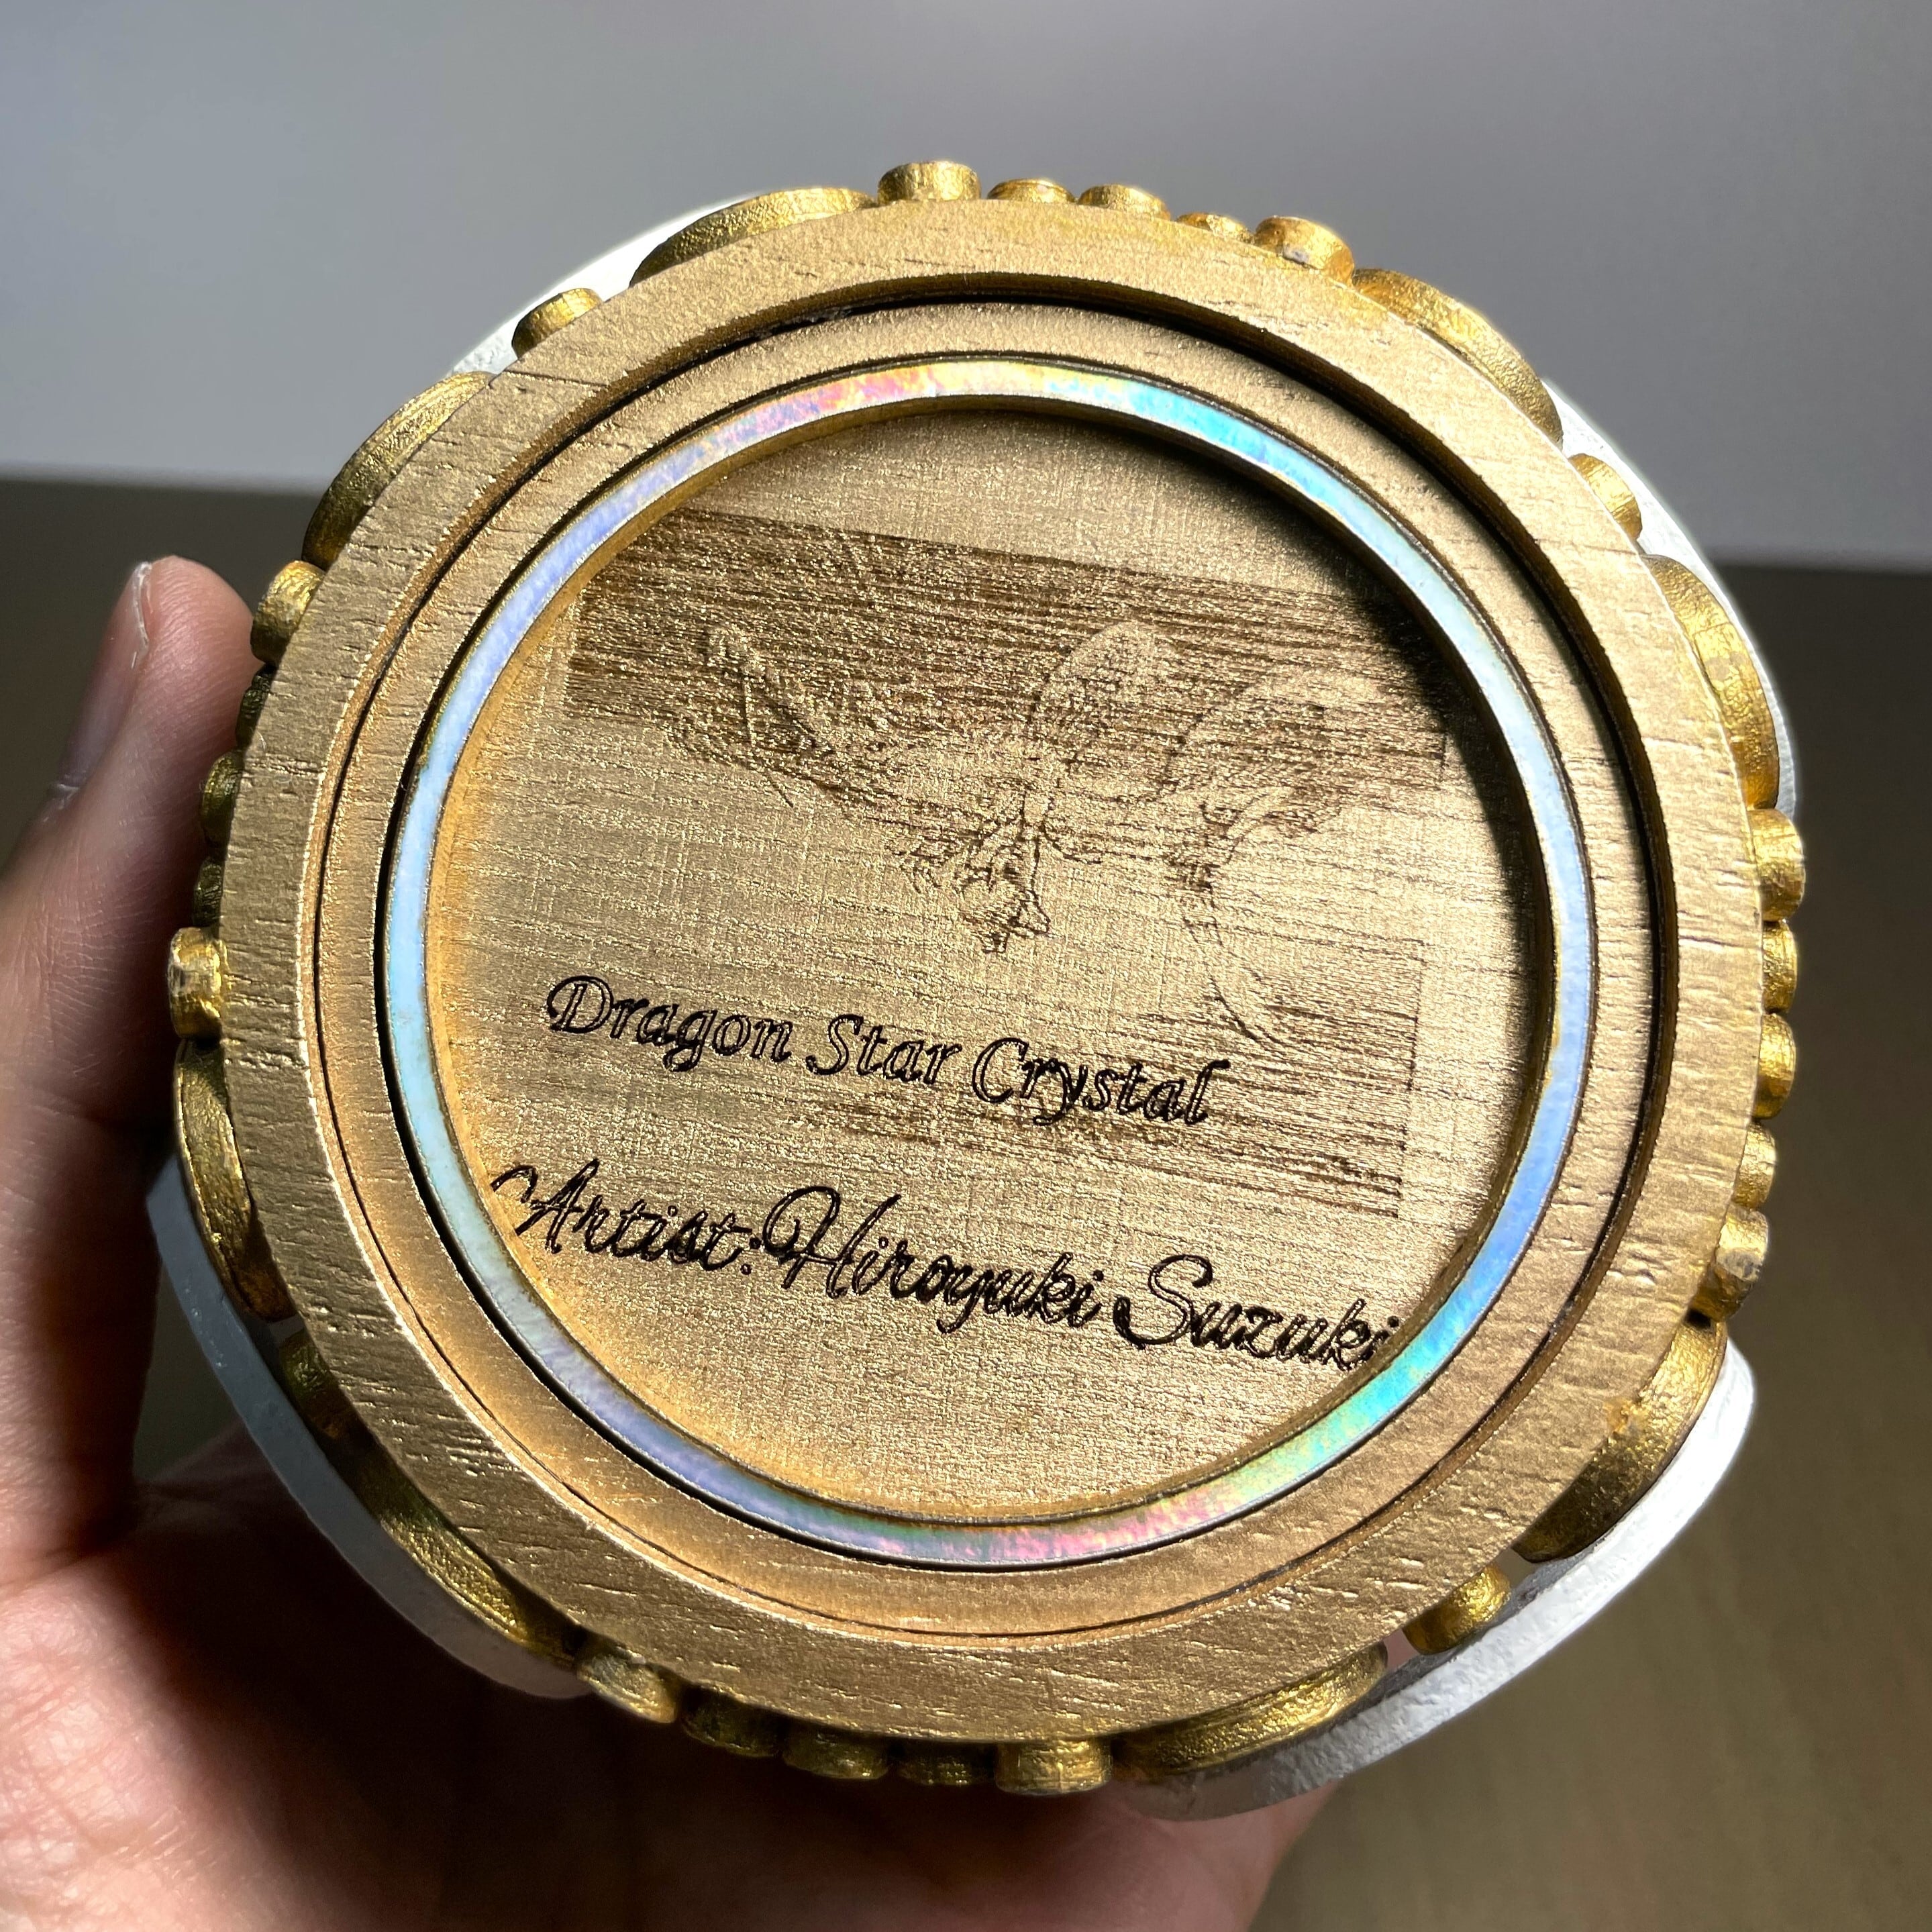 Dragon Star Crystal
Artist: Hiroyuki Suzuki